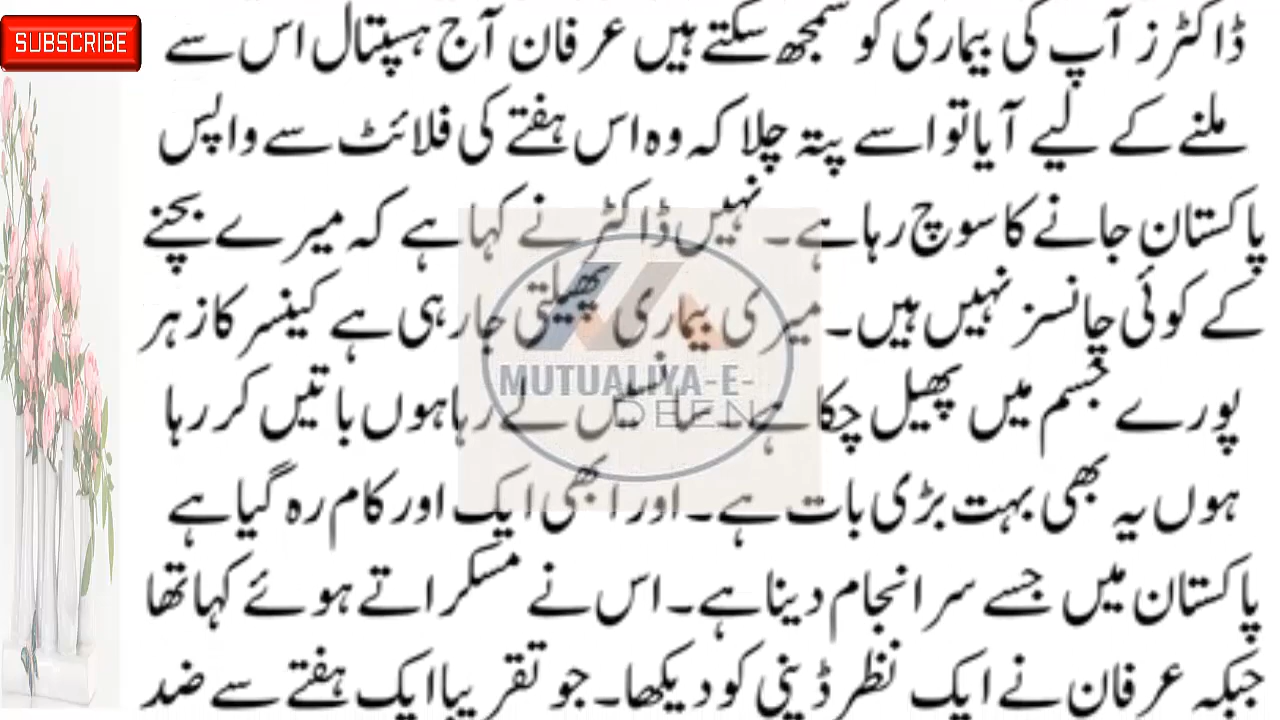 SUBSCRIBE
ڈاکٹرز آپ کی بیماری کو سمجھ سکتے ہیں عرفان آج ہسپتال اس سے
ملنے کے لیے آیا تو اسے پتہ چلا کہ وہ اس ہفتے کی فلائٹ سے واپس
پاکستان جانے کا سوچ رہا ہے۔ نہیں ڈاکٹر نے کہا ہے کہ میرے بچنے
کے کوئی چانسز نہیں ہیں۔ میری بیماری پھیلتی جا رہی ہے کینسر کا زہر
پورے جسم میں پھیل چکا ہے۔ سانسیں لے رہا ہوں باتیں کر رہا
ہوں یہ بھی بہت بڑی بات ہے۔ اور ابھی ایک اور کام رہ گیا ہے
پاکستان میں جسے سر انجام دینا ہے۔ اس نے مسکراتے ہوئے کہا تھا
جبکہ عرفان نے ایک نظر ڈینی کو دیکھا۔ جو تقریبا ایک ہفتے سے ضد
MUTUALIYA-E-
DEEN